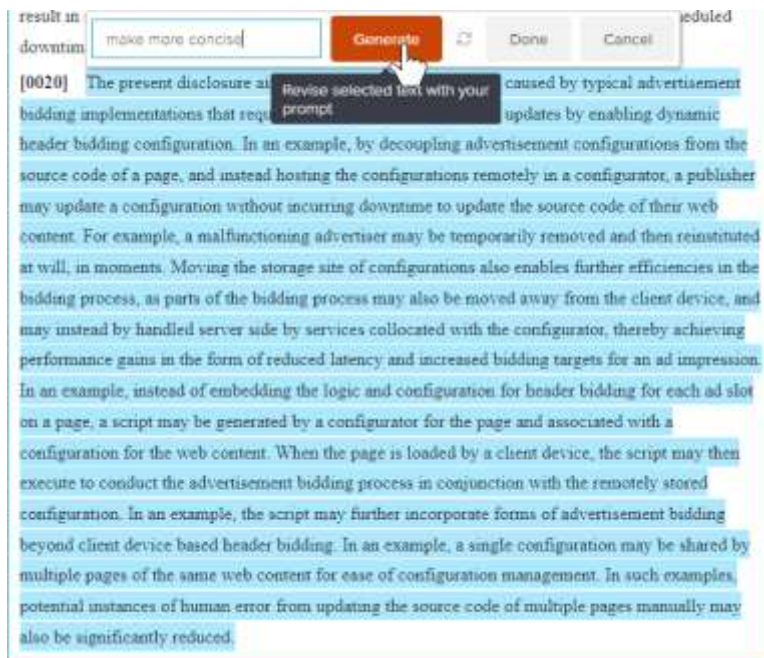 result in
eduled
downtim
make more concise
Generate
Done
Cancel
Revise selected text with your
prompt
[0020] The present disclosure ai caused by typical advertisement
bidding implementations that requ updates by enabling dynamic
header bidding configuration. In an example, by decoupling advertisement configurations from the
source code of a page, and instead hosting the configurations remotely in a configurator, a publisher
may update a configuration without incurring downtime to update the source code of their web
content. For example, a malfunctioning advertiser may be temporarily removed and then reinstituted
at will, in moments. Moving the storage site of configurations also enables further efficiencies in the
bidding process, as parts of the bidding process may also be moved away from the client device, and
may instead by handled server side by services collocated with the configurator, thereby achieving
performance gains in the form of reduced latency and increased bidding targets for an ad impression.
In an example, instead of embedding the logic and configuration for header bidding for each ad slot
on a page, a script may be generated by a configurator for the page and associated with a
configuration for the web content. When the page is loaded by a client device, the script may then
execute to conduct the advertisement bidding process in conjunction with the remotely stored
configuration. In an example, the script may further incorporate forms of advertisement bidding
beyond client device based header bidding. In an example, a single configuration may be shared by
multiple pages of the same web content for ease of configuration management. In such examples,
potential instances of human error from updating the source code of multiple pages manually may
also be significantly reduced.